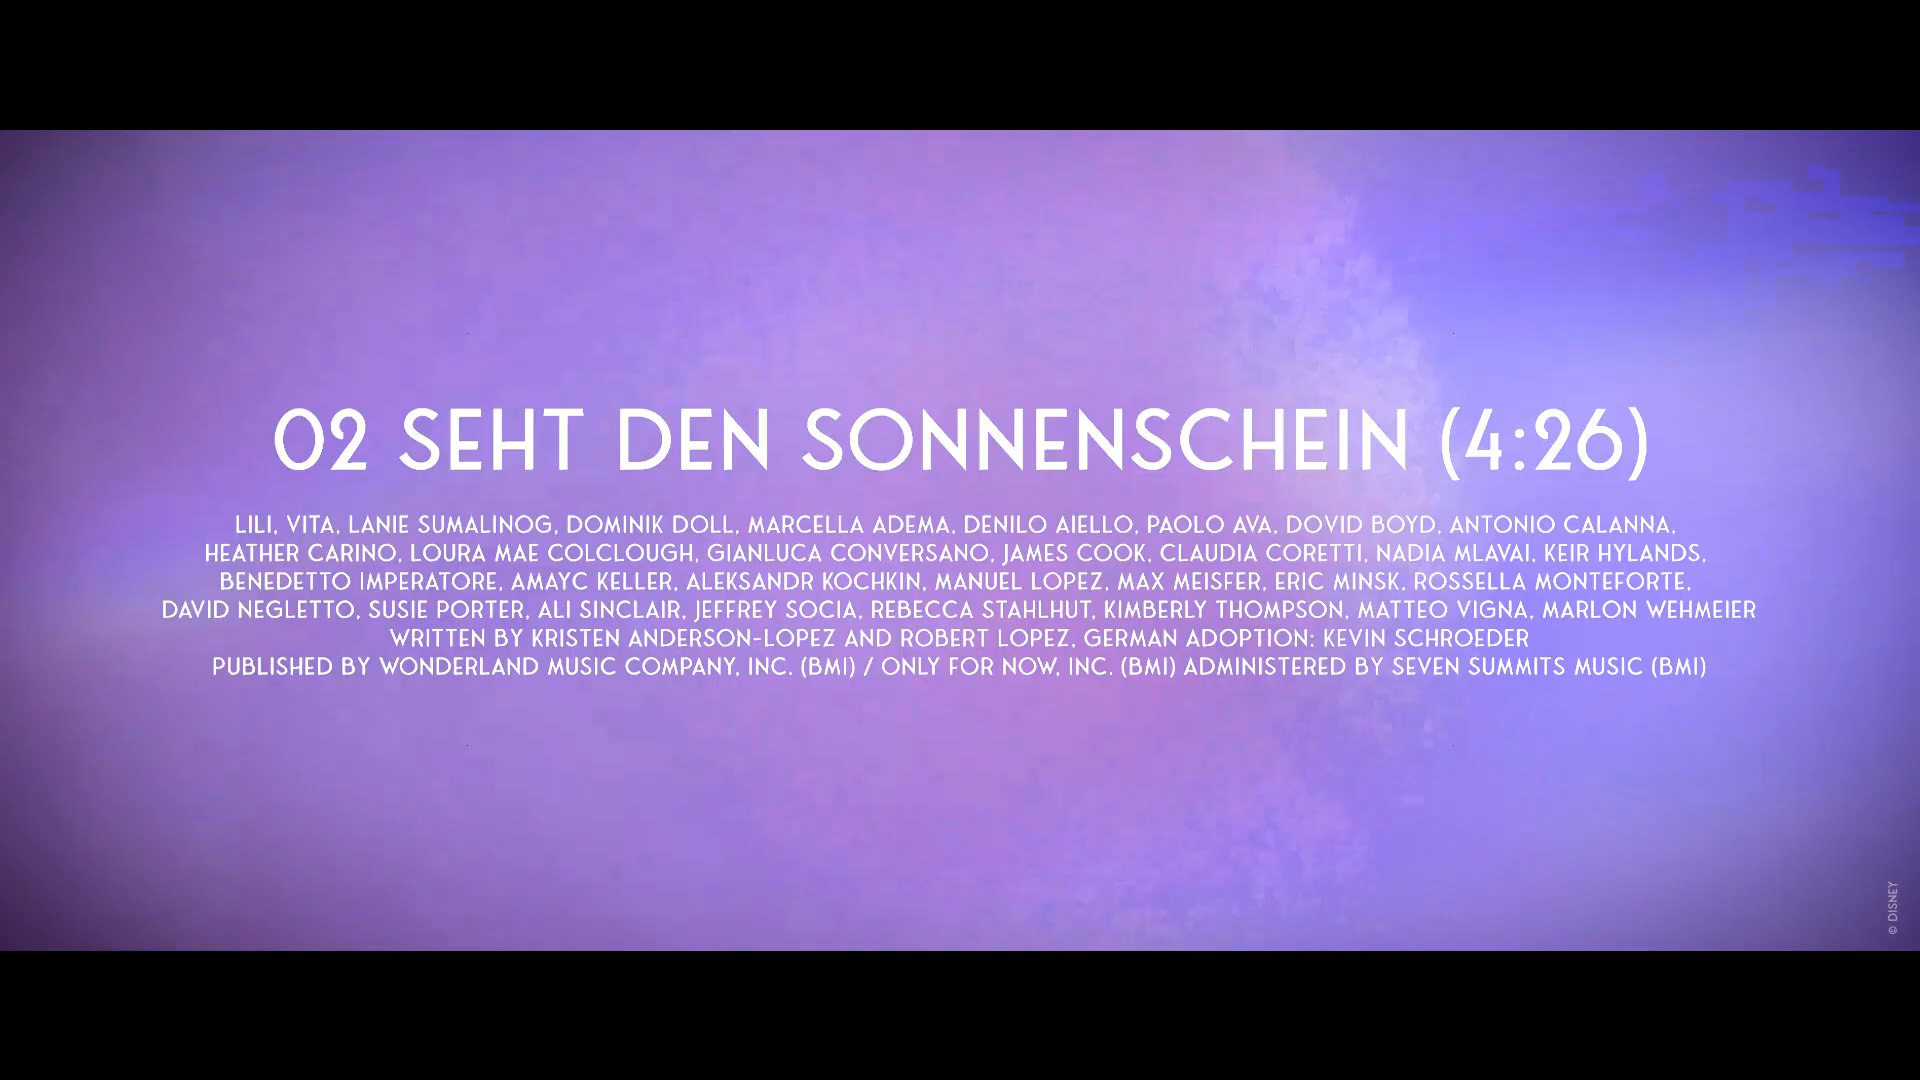 02 SEHT DEN SONNENSCHEIN (4:26)
LILI, VITA, LANIE SUMALINOG, DOMINIK DOLL, MARCELLA ADEMA, DENILO AIELLO, PAOLO AVA, DOVID BOYD, ANTONIO CALANNA,
HEATHER CARINO, LOURA MAE COLCLOUGH, GIANLUCA CONVERSANO, JAMES COOK, CLAUDIA CORETTI, NADIA MLAVAI, KEIR HYLANDS,
BENEDETTO IMPERATORE, AMAYC KELLER, ALEKSANDR KOCHKIN, MANUEL LOPEZ, MAX MEISFER, ERIC MINSK, ROSSELLA MONTEFORTE,
DAVID NEGLETTO, SUSIE PORTER, ALI SINCLAIR, JEFFREY SOCIA, REBECCA STAHLHUT, KIMBERLY THOMPSON, MATTEO VIGNA, MARLON WEHMEIER
WRITTEN BY KRISTEN ANDERSON-LOPEZ AND ROBERT LOPEZ, GERMAN ADOPTION: KEVIN SCHROEDER
PUBLISHED BY WONDERLAND MUSIC COMPANY, INC. (BMI) / ONLY FOR NOW, INC. (BMI) ADMINISTERED BY SEVEN SUMMITS MUSIC (BMI)
© DISNEY